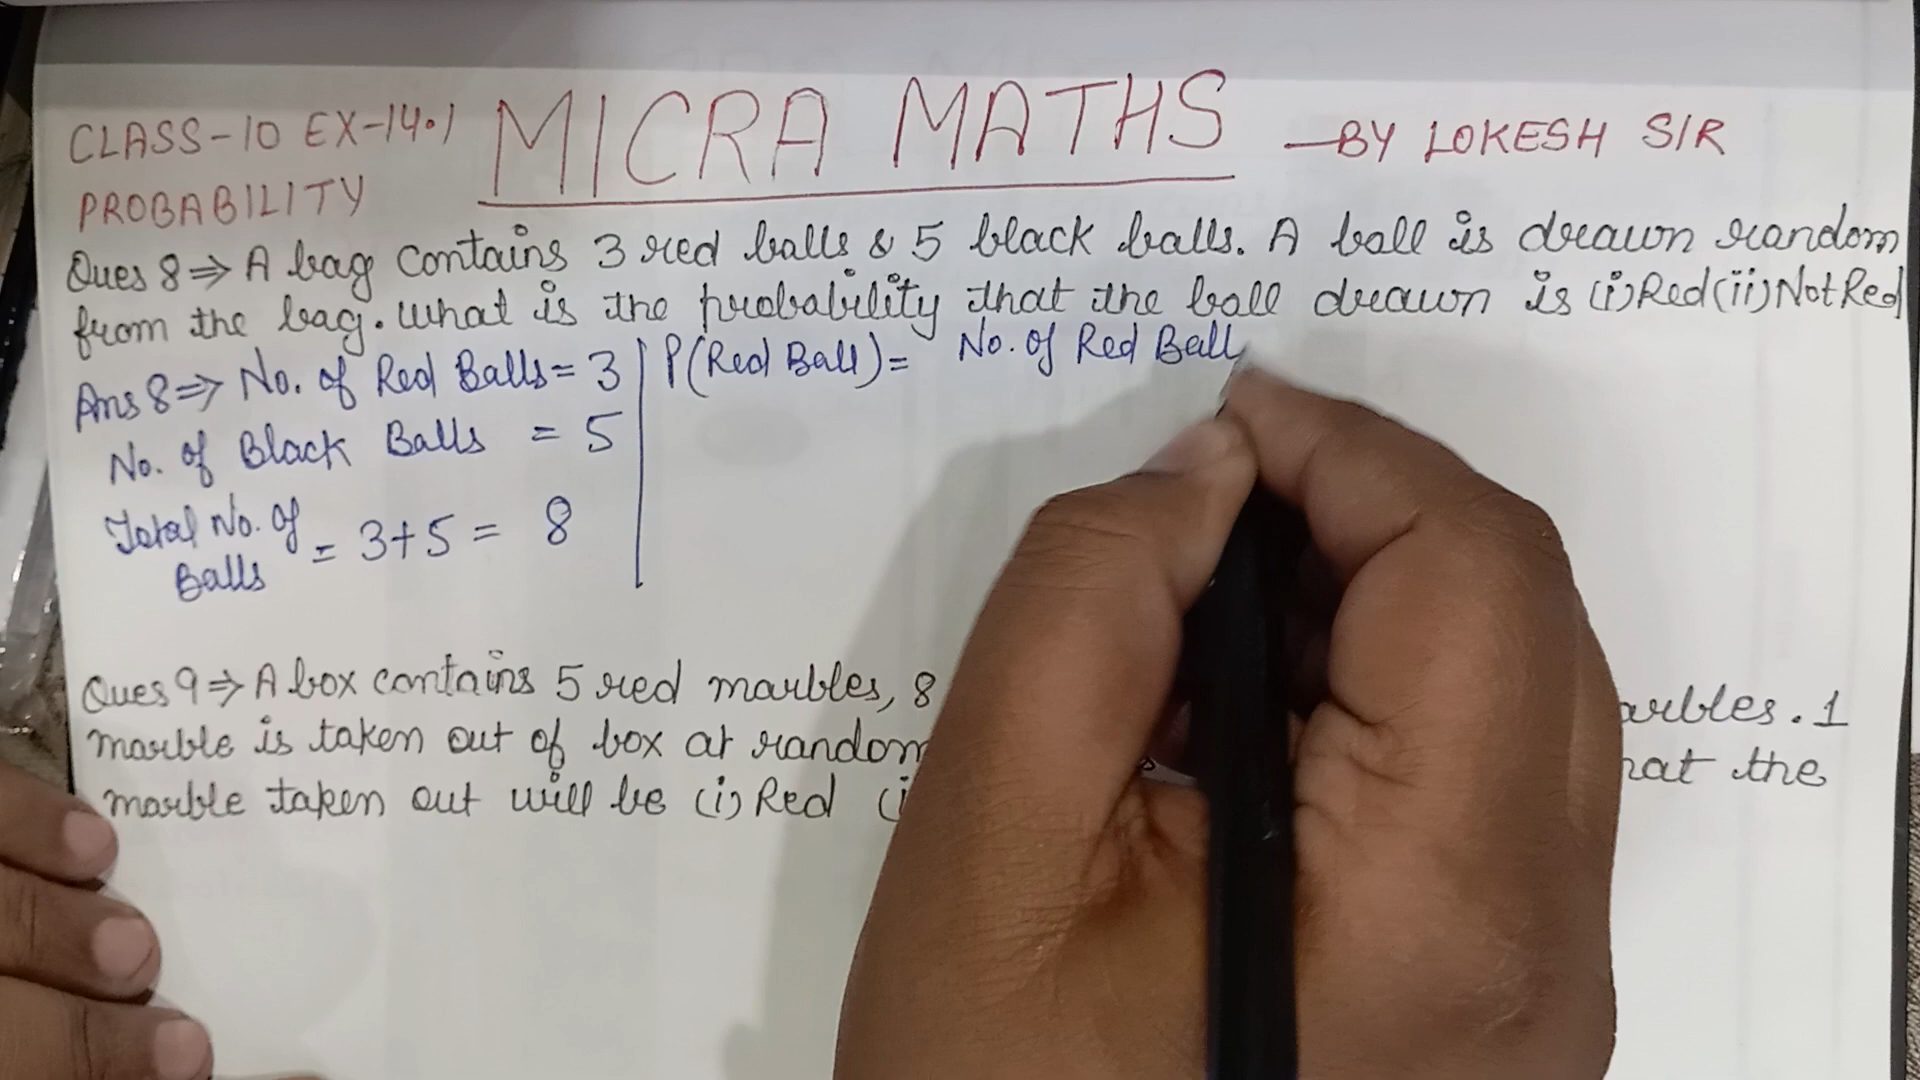 CLASS-10 EX-14.1 MICRA MATHS -BY LOKESH SIR
PROBABILITY
Ques 8⇒ A bag contains 3 red balls & 5 black balls. A ball is drawn random
from the bag. What is the probability that the ball drawn is (i) Red (ii) Not Red
Ans 8⇒ No. of Red Balls = 3
No. of Black Balls = 5
Total No. of
Balls = 3+5 = 8
P(Red Ball) = No. of Red Ball
Ques 9⇒ A box contains 5 red marbles, 8 . 1
marble is taken out of box at random the
marble taken out will be (i) Red